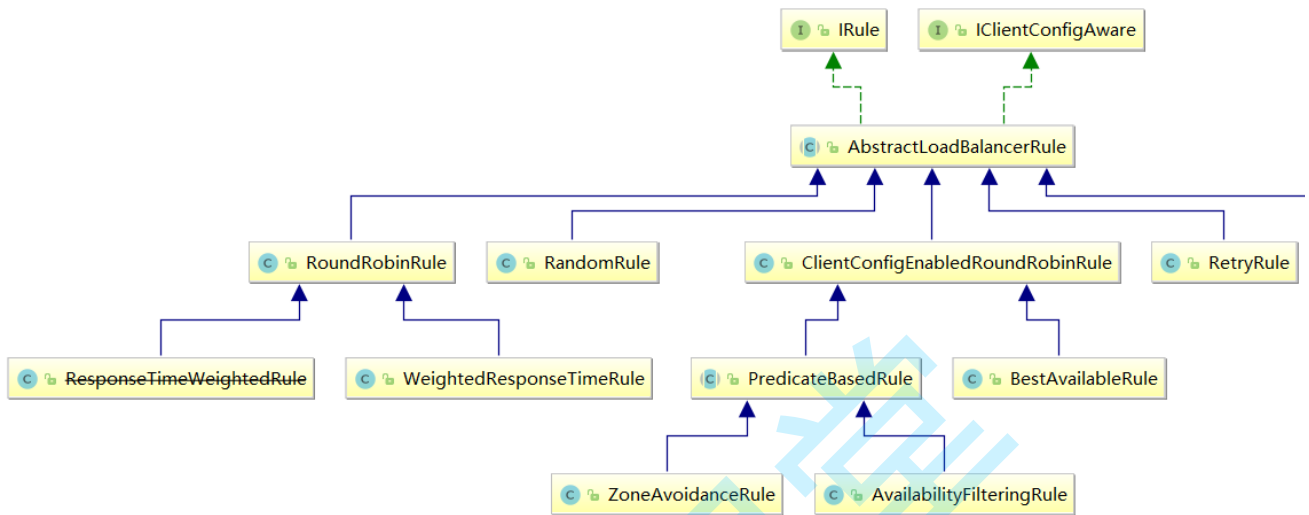 IRule
IClientConfigAware
AbstractLoadBalancerRule
RoundRobinRule
RandomRule
ClientConfigEnabledRoundRobinRule
RetryRule
ResponseTimeWeightedRule
WeightedResponseTimeRule
PredicateBasedRule
BestAvailableRule
ZoneAvoidanceRule
AvailabilityFilteringRule